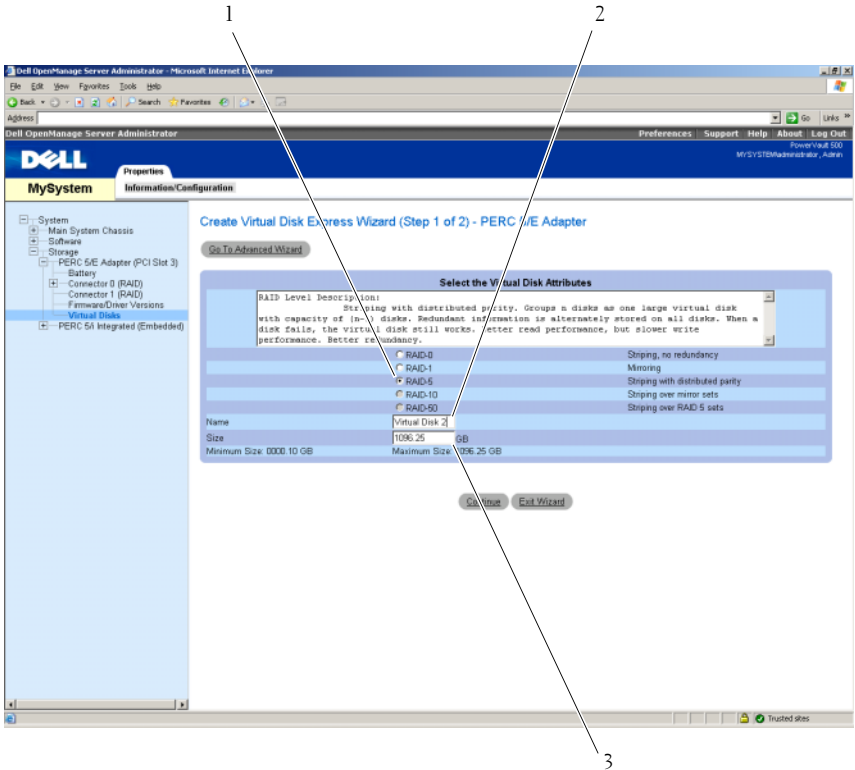 1 2
Dell OpenManage Server Administrator - Microsoft Internet Explorer
File Edit View Favorites Tools Help
Back Search Favorites
Address Go Links »
Dell OpenManage Server Administrator Preferences Support Help About Log Out
PowerVault 500
MYSYSTEM\administrator, Admin
DELL
Properties
MySystem Information/Configuration
System
Main System Chassis
Software
Storage
PERC 5/E Adapter (PCI Slot 3)
Battery
Connector 0 (RAID)
Connector 1 (RAID)
Firmware/Driver Versions
Virtual Disks
PERC 5/i Integrated (Embedded)
Create Virtual Disk Express Wizard (Step 1 of 2) - PERC 5/E Adapter
Go To Advanced Wizard
Select the Virtual Disk Attributes
RAID Level Description:
Striping with distributed parity. Groups n disks as one large virtual disk
with capacity of (n-1) disks. Redundant information is alternately stored on all disks. When a
disk fails, the virtual disk still works. Better read performance, but slower write
performance. Better redundancy.
RAID-0 Striping, no redundancy
RAID-1 Mirroring
RAID-5 Striping with distributed parity
RAID-10 Striping over mirror sets
RAID-50 Striping over RAID 5 sets
Name Virtual Disk 2
Size 1096.25 GB
Minimum Size: 0000.10 GB Maximum Size: 1096.25 GB
Continue Exit Wizard
Trusted sites
3